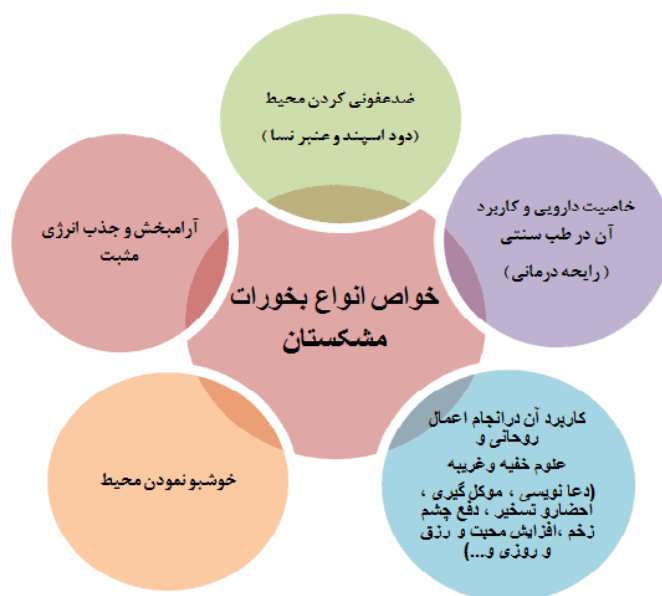 ضدعفونی کردن محیط
(دود اسپند و عنبر نسا)
خاصیت دارویی و کاربرد
آن در طب سنتی
(رایحه درمانی)
آرامبخش و جذب انرژی
مثبت
خواص انواع بخورات
مشکستان
کاربرد آن درانجام اعمال
روحانی و
علوم خفیه وغریبه
(دعا نویسی ، موکل گیری ،
احضارو تسخیر ، دفع چشم
زخم ،افزایش محبت و رزق
و روزی و...)
خوشبو نمودن محیط